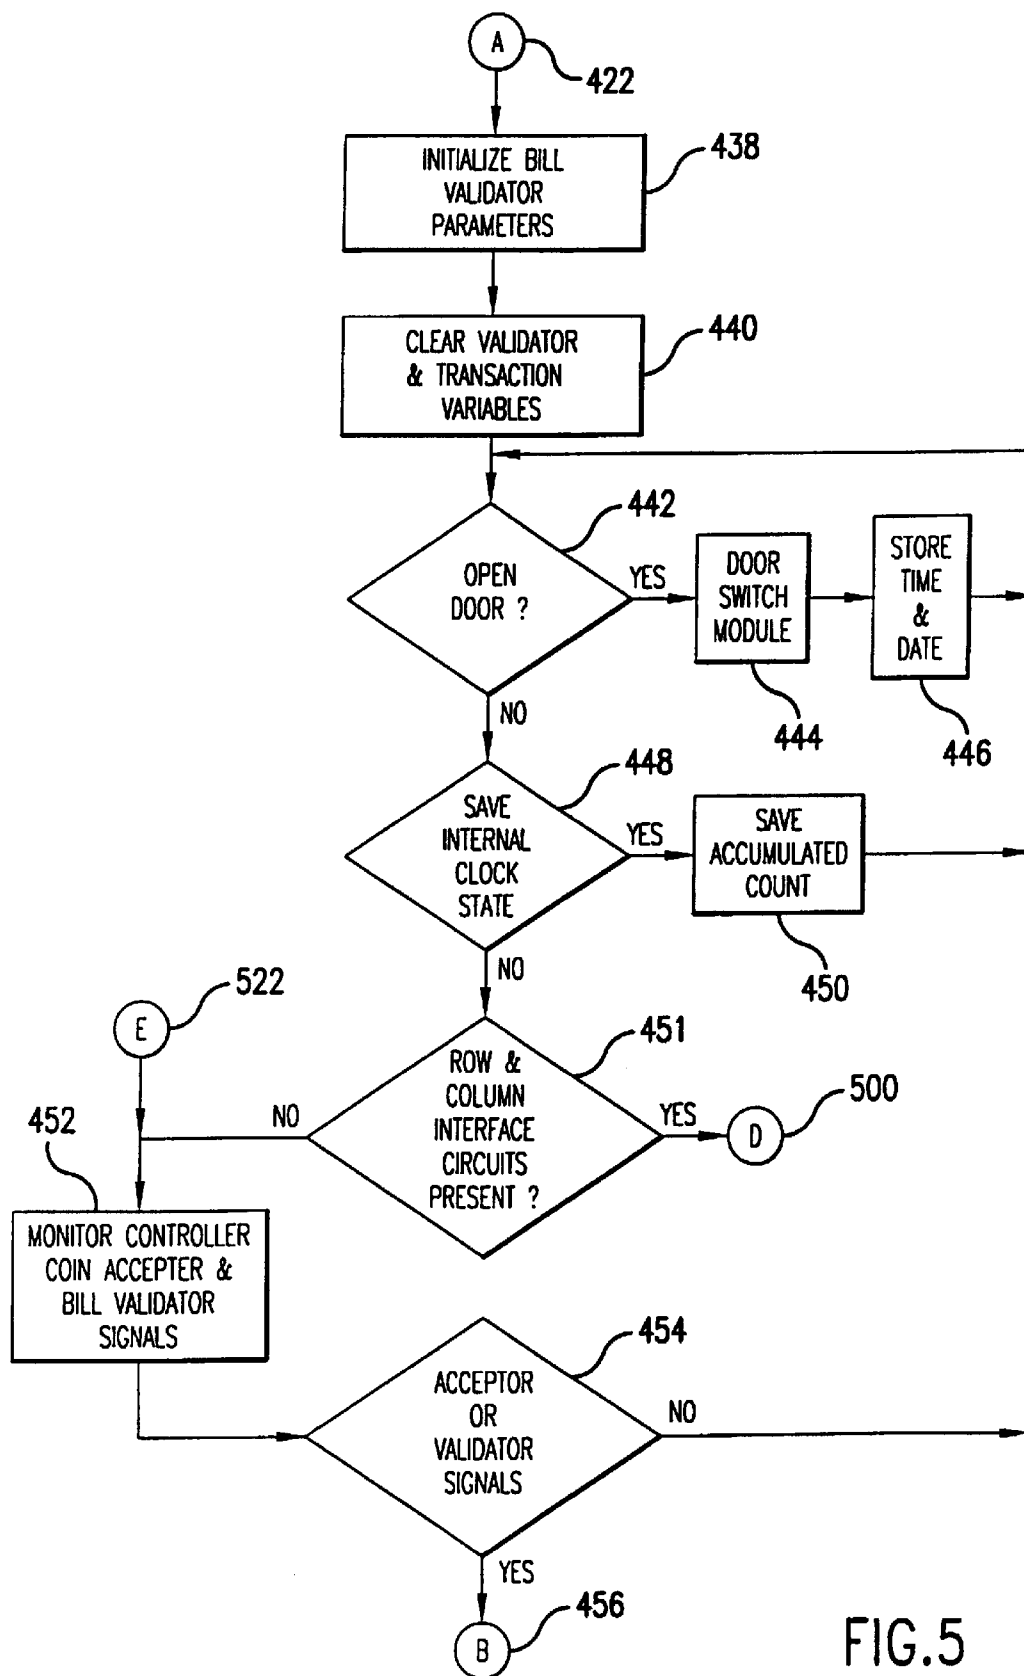 A
422
INITIALIZE BILL
VALIDATOR
PARAMETERS
438
CLEAR VALIDATOR
& TRANSACTION
VARIABLES
440
OPEN
DOOR ?
442
YES
DOOR
SWITCH
MODULE
444
STORE
TIME
&
DATE
446
NO
SAVE
INTERNAL
CLOCK
STATE
448
YES
SAVE
ACCUMULATED
COUNT
450
NO
E
522
ROW &
COLUMN
INTERFACE
CIRCUITS
PRESENT ?
451
YES
D
500
NO
452
MONITOR CONTROLLER
COIN ACCEPTER &
BILL VALIDATOR
SIGNALS
ACCEPTOR
OR
VALIDATOR
SIGNALS
454
NO
YES
B
456
FIG.5